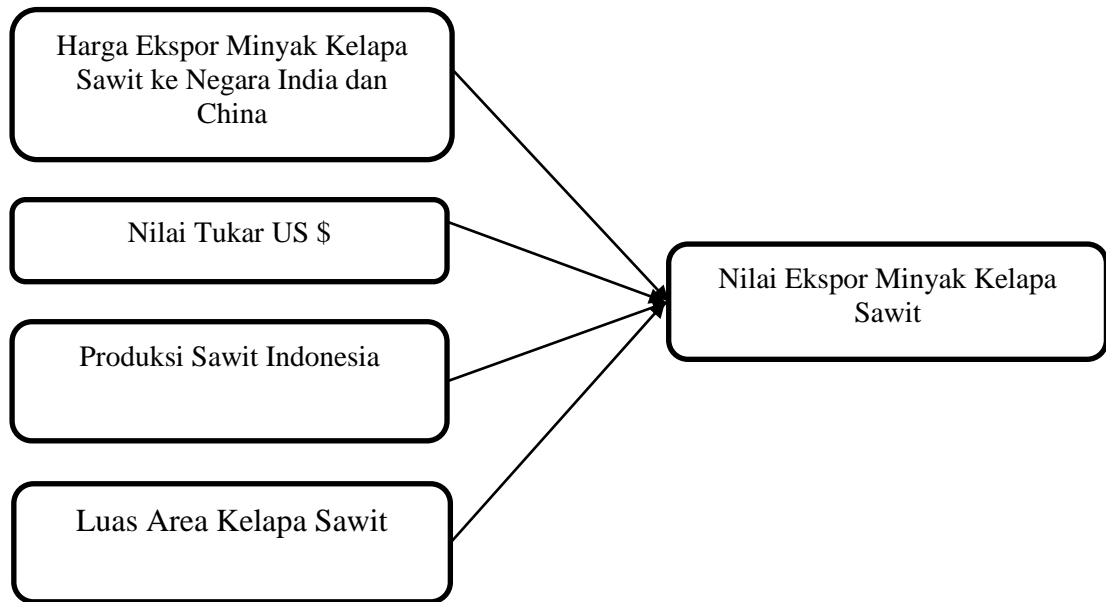 Harga Ekspor Minyak Kelapa
Sawit ke Negara India dan
China
Nilai Tukar US $
Produksi Sawit Indonesia
Luas Area Kelapa Sawit
Nilai Ekspor Minyak Kelapa
Sawit